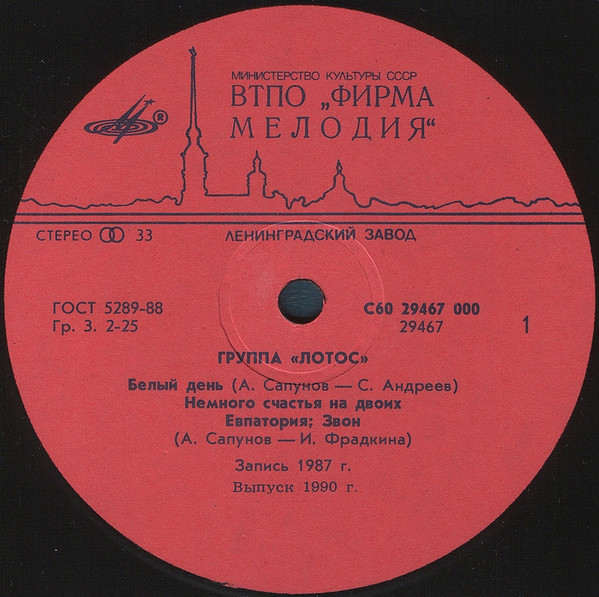 МИНИСТЕРСТВО КУЛЬТУРЫ СССР
ВТПО „ФИРМА
МЕЛОДИЯ“
®
СТЕРЕО 33
ЛЕНИНГРАДСКИЙ ЗАВОД
ГОСТ 5289-88
Гр. 3. 2-25
С60 29467 000
29467
1
ГРУППА «ЛОТОС»
Белый день (А. Сапунов — С. Андреев)
Немного счастья на двоих
Евпатория; Звон
(А. Сапунов — И. Фрадкина)
Запись 1987 г.
Выпуск 1990 г.